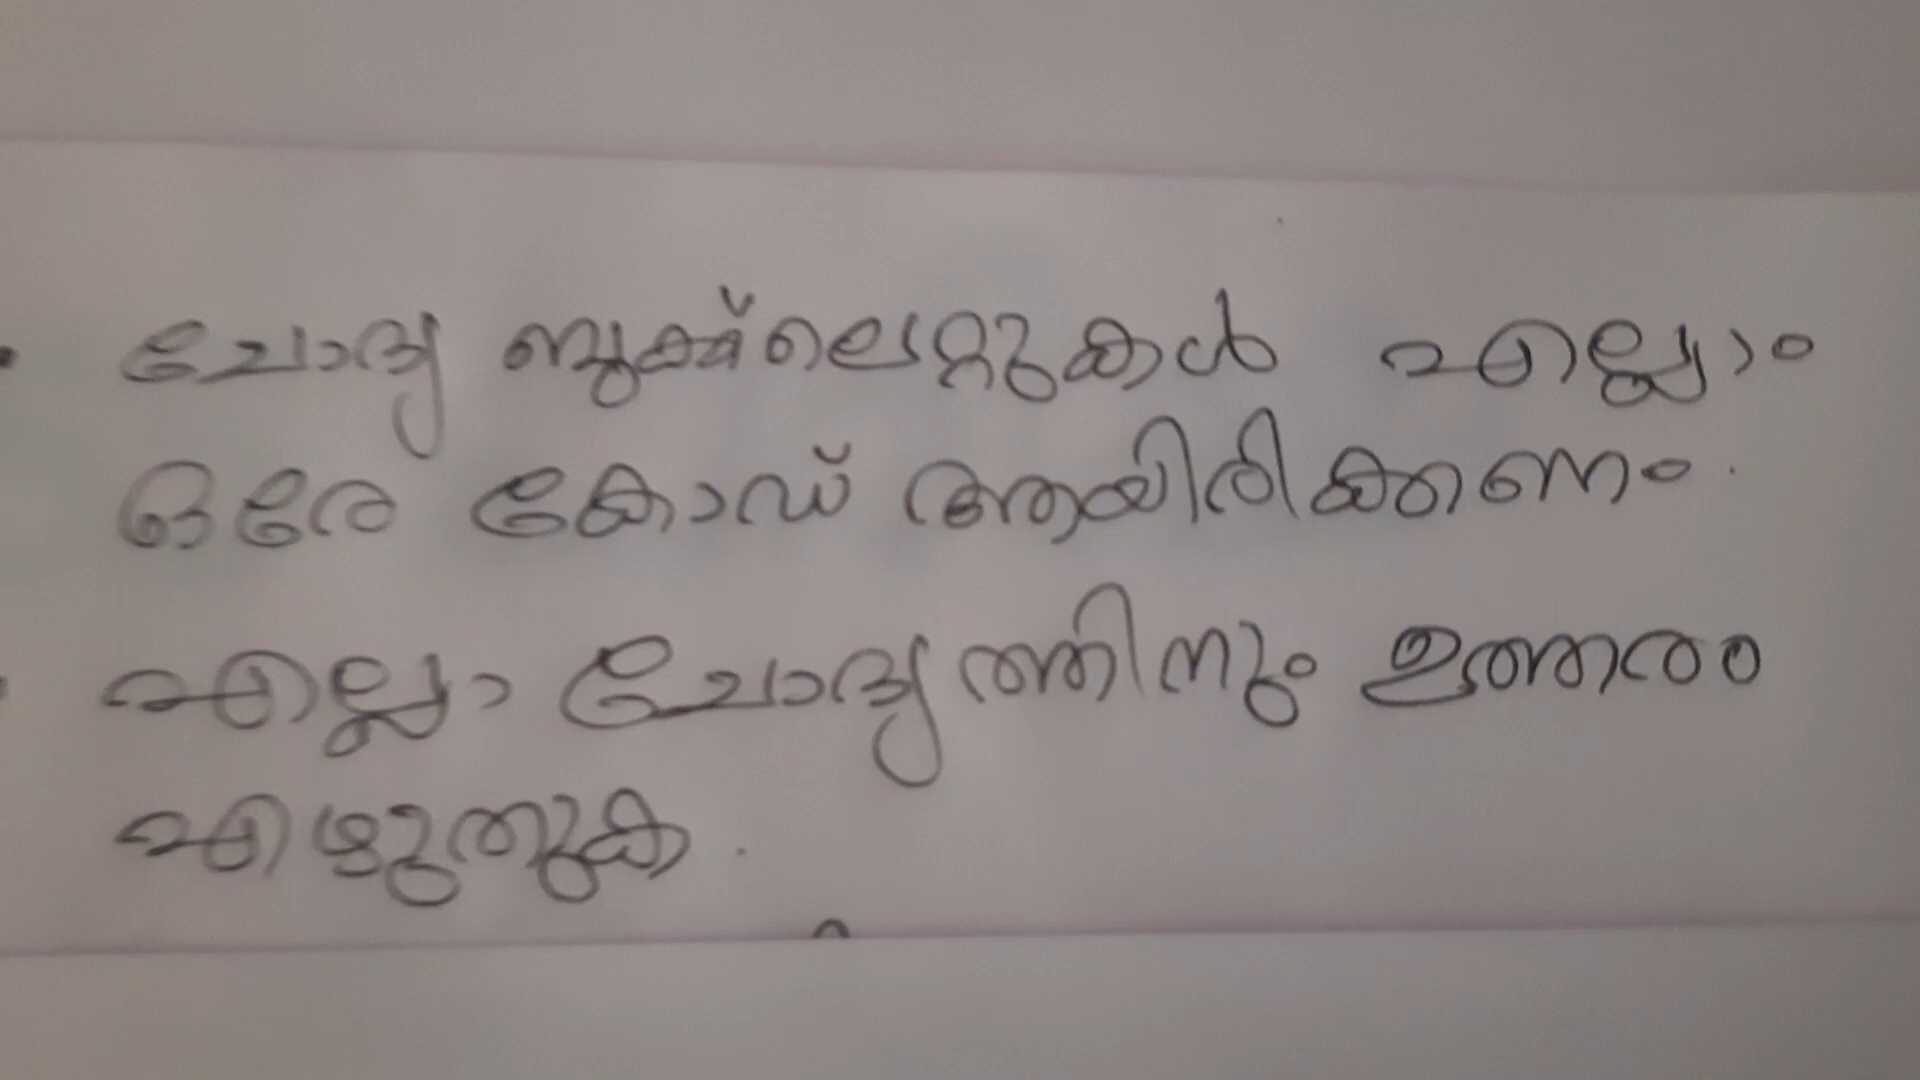 • ചോദ്യ ബുക്ക്ലെറ്റുകൾ എല്ലാം
ഒരേ കോഡ് ആയിരിക്കണം.
• എല്ലാ ചോദ്യത്തിനും ഉത്തരം
എഴുതുക.